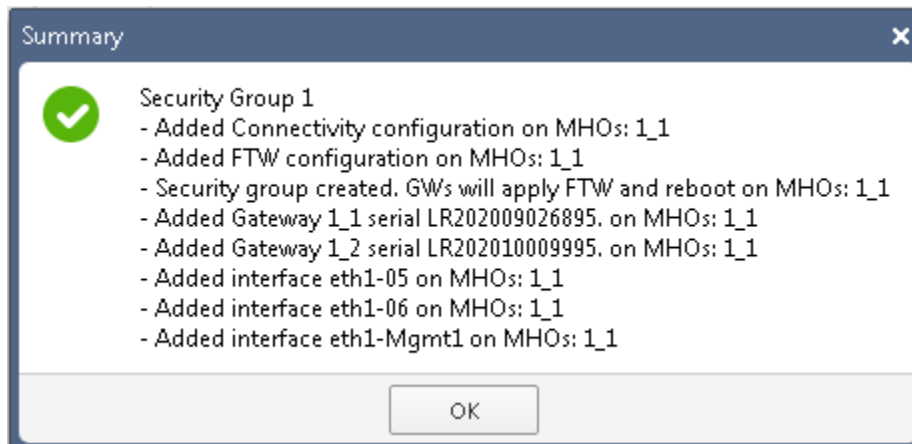 Summary
Security Group 1
- Added Connectivity configuration on MHOs: 1_1
- Added FTW configuration on MHOs: 1_1
- Security group created. GWs will apply FTW and reboot on MHOs: 1_1
- Added Gateway 1_1 serial LR202009026895. on MHOs: 1_1
- Added Gateway 1_2 serial LR202010009995. on MHOs: 1_1
- Added interface eth1-05 on MHOs: 1_1
- Added interface eth1-06 on MHOs: 1_1
- Added interface eth1-Mgmt1 on MHOs: 1_1
OK